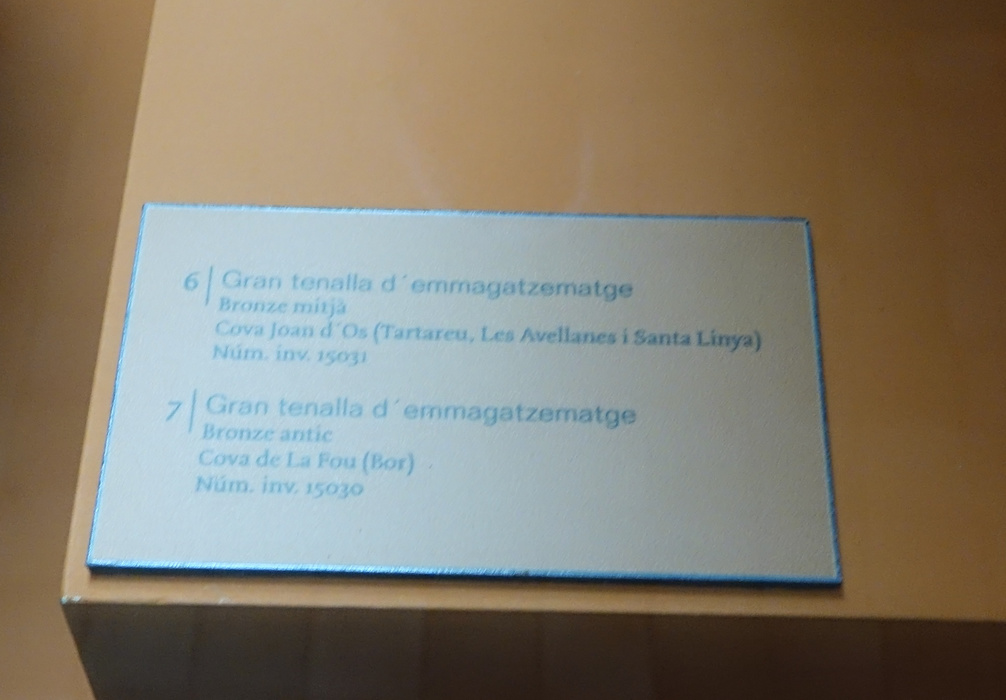 6 | Gran tenalla d´emmagatzematge
Bronze mitjà
Cova Joan d´Os (Tartareu, Les Avellanes i Santa Linya)
Núm. inv. 15031
7 | Gran tenalla d´emmagatzematge
Bronze antic
Cova de La Fou (Bor)
Núm. inv. 15030